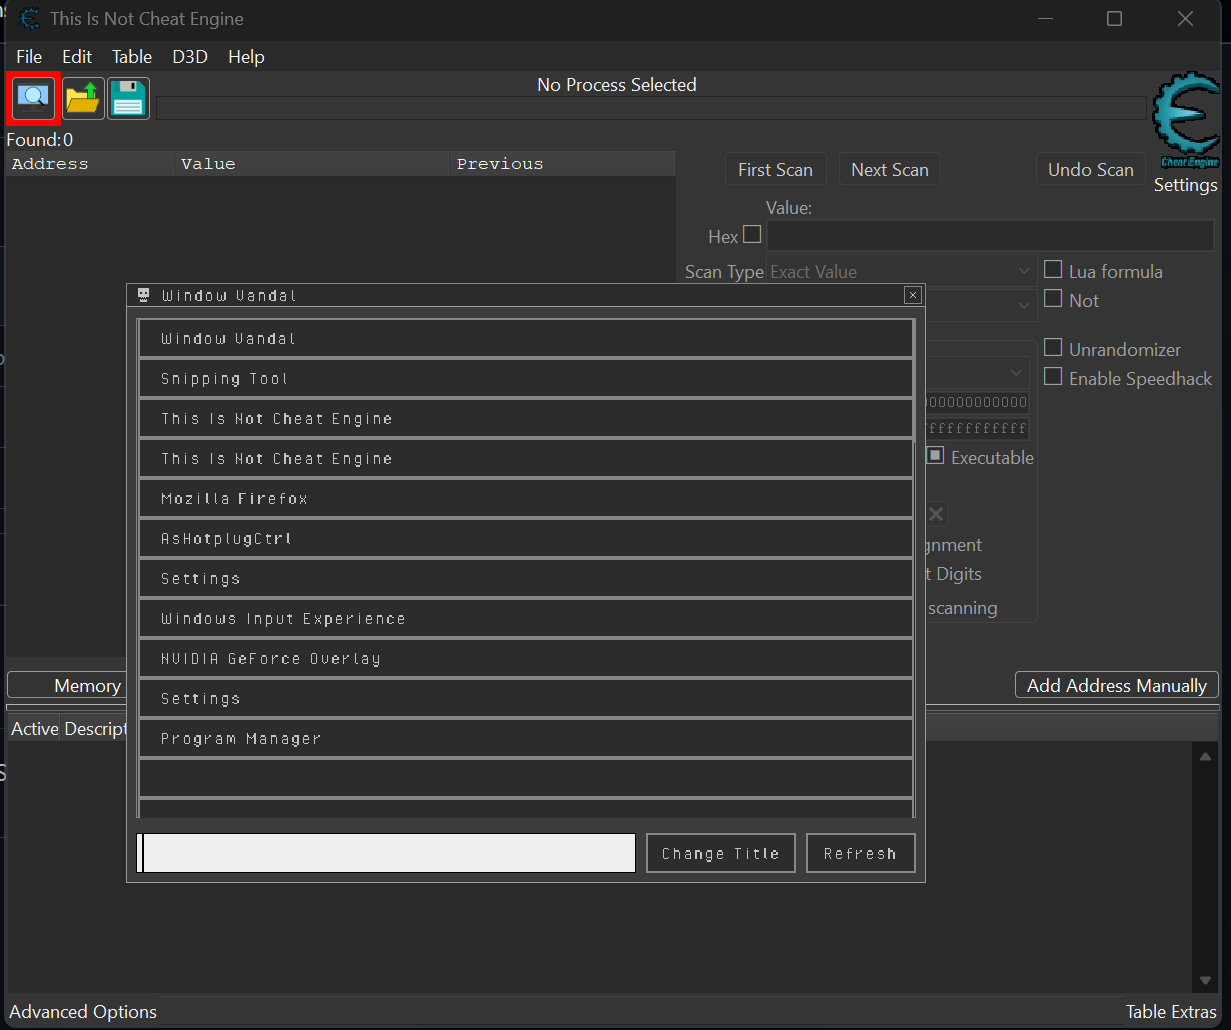 This Is Not Cheat Engine
File Edit Table D3D Help
No Process Selected
Found:0
Address Value Previous
First Scan Next Scan Undo Scan
Cheat Engine
Settings
Value:
Hex
Scan Type Exact Value
Lua formula
Not
Unrandomizer
Enable Speedhack
000000000000
ffffffffffff
Executable
gnment
t Digits
scanning
Window Vandal
Window Vandal
Snipping Tool
This Is Not Cheat Engine
This Is Not Cheat Engine
Mozilla Firefox
AsHotplugCtrl
Settings
Windows Input Experience
NVIDIA GeForce Overlay
Settings
Program Manager
Change Title Refresh
Memory
Add Address Manually
Active Descript
Advanced Options
Table Extras